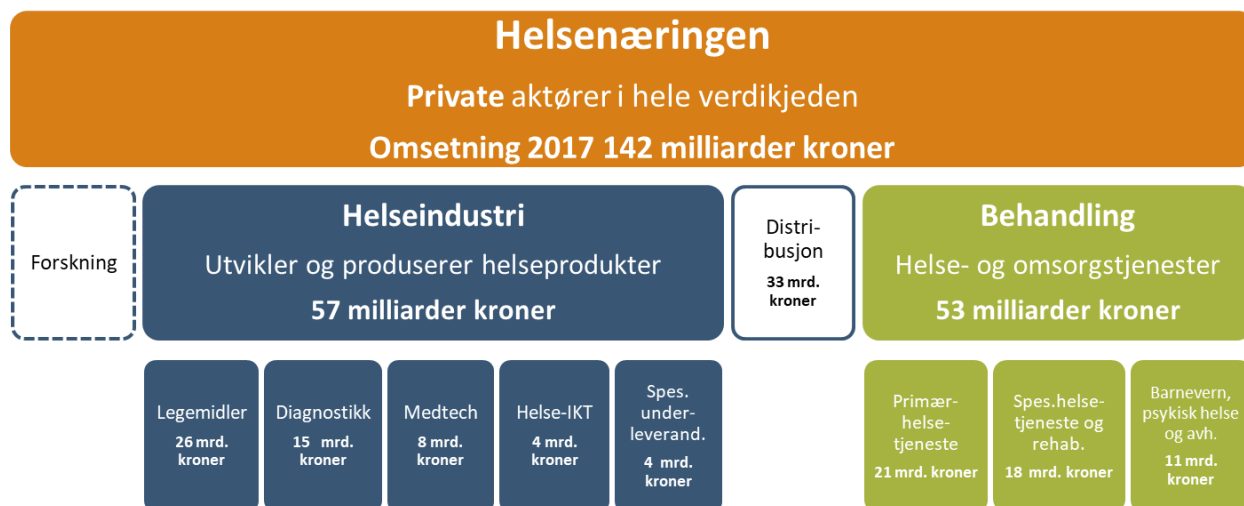 Helsenæringen
Private aktører i hele verdikjeden
Omsetning 2017 142 milliarder kroner
Forskning
Helseindustri
Utvikler og produserer helseprodukter
57 milliarder kroner
Distri-
busjon
33 mrd.
kroner
Behandling
Helse- og omsorgstjenester
53 milliarder kroner
Legemidler
26 mrd.
kroner
Diagnostikk
15 mrd.
kroner
Medtech
8 mrd.
kroner
Helse-IKT
4 mrd.
kroner
Spes.
under-
leverand.
4 mrd.
kroner
Primær-
helse-
tjeneste
21 mrd. kroner
Spes.helse-
tjeneste og
rehab.
18 mrd. kroner
Barnevern,
psykisk helse
og avh.
11 mrd.
kroner